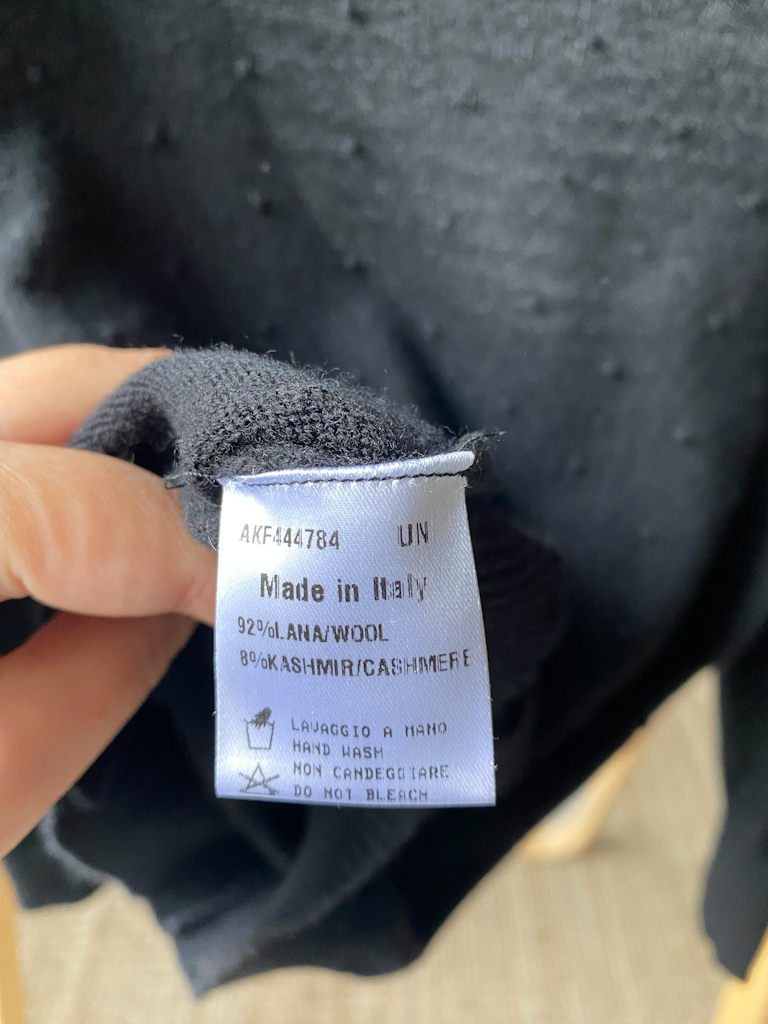 AKF444784 UN
Made in Italy
92%LANA/WOOL
8%KASHMIR/CASHMERE
LAVAGGIO A MANO
HAND WASH
NON CANDEGGIARE
DO NOT BLEACH